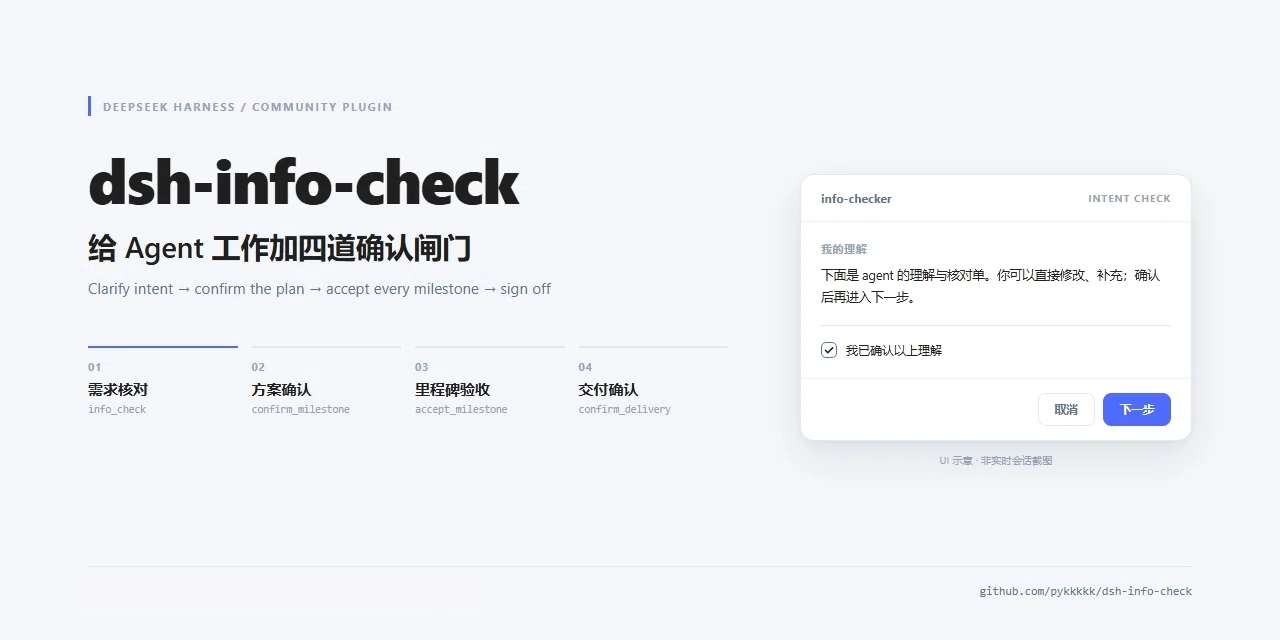 DEEPSEEK HARNESS / COMMUNITY PLUGIN
dsh-info-check
给 Agent 工作加四道确认闸门
Clarify intent → confirm the plan → accept every milestone → sign off
01
需求核对
info_check
02
方案确认
confirm_milestone
03
里程碑验收
accept_milestone
04
交付确认
confirm_delivery
info-checker
INTENT CHECK
我的理解
下面是 agent 的理解与核对单。你可以直接修改、补充；确认
后再进入下一步。
我已确认以上理解
取消
下一步
UI 示意 · 非实时会话截图
github.com/pykkkkk/dsh-info-check